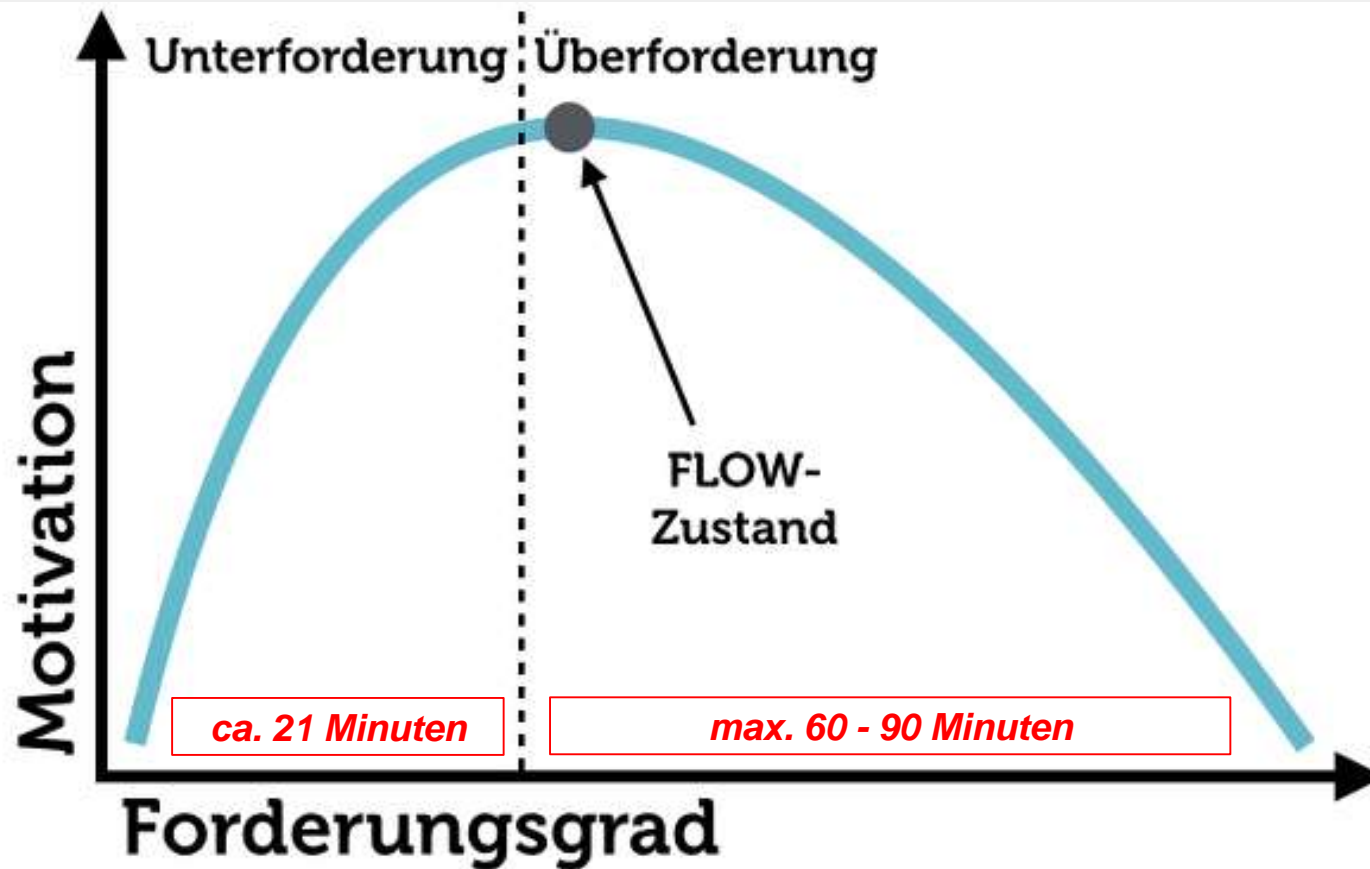 Unterforderung
Überforderung
Motivation
FLOW-
Zustand
ca. 21 Minuten
max. 60 - 90 Minuten
Forderungsgrad